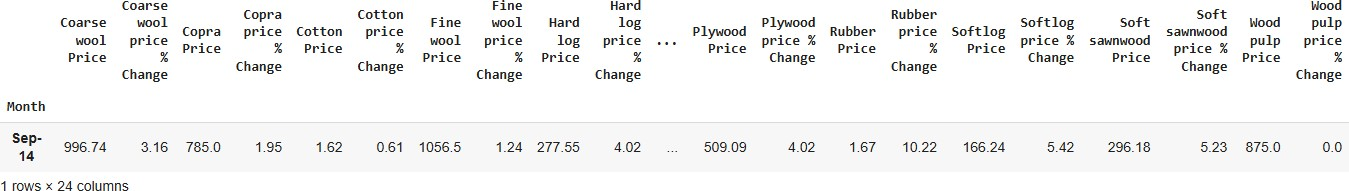 Coarse wool Price Coarse wool price % Change Copra Price Copra price % Change Cotton Price Cotton price % Change Fine wool Price Fine wool price % Change Hard log Price Hard log price % Change ... Plywood Price Plywood price % Change Rubber Price Rubber price % Change Softlog Price Softlog price % Change Soft sawnwood Price Soft sawnwood price % Change Wood pulp Price Wood pulp price % Change
Month
Sep-14 996.74 3.16 785.0 1.95 1.62 0.61 1056.5 1.24 277.55 4.02 ... 509.09 4.02 1.67 10.22 166.24 5.42 296.18 5.23 875.0 0.0
1 rows × 24 columns